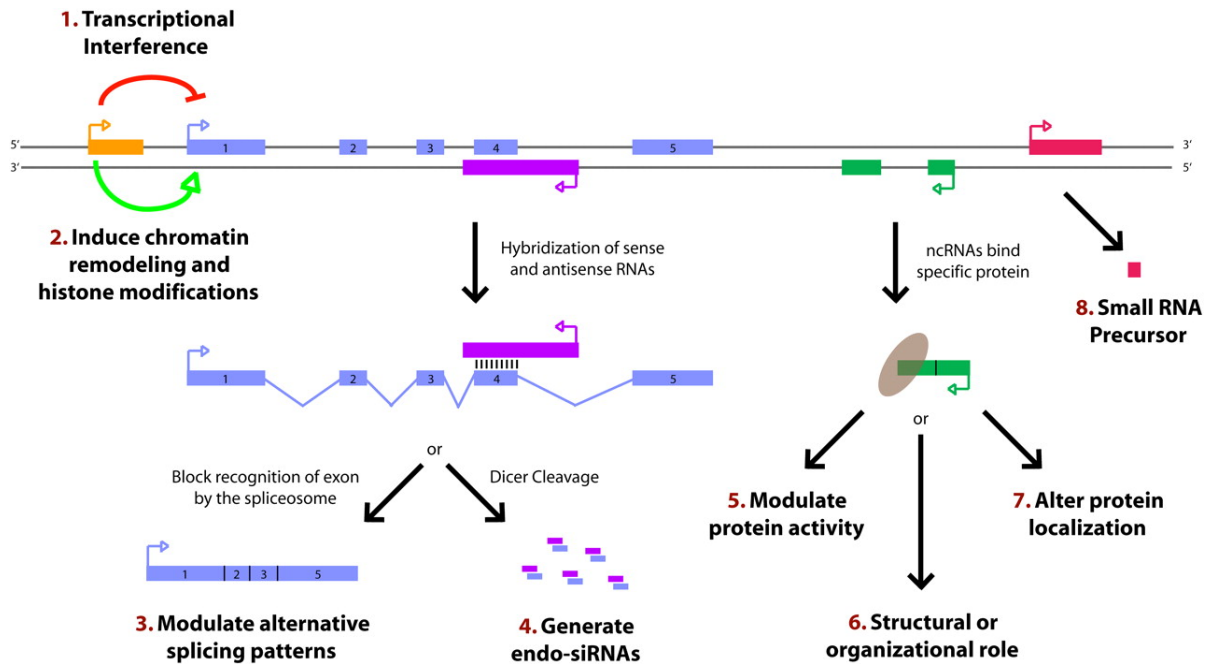 1. Transcriptional
Interference
5’ 1 2 3 4 5 3’
3’ 5’
2. Induce chromatin
remodeling and
histone modifications
Hybridization of sense
and antisense RNAs
ncRNAs bind
specific protein
8. Small RNA
Precursor
1 2 3 4 5
or
or
Block recognition of exon
by the spliceosome
Dicer Cleavage
5. Modulate
protein activity
7. Alter protein
localization
1 2 3 5
3. Modulate alternative
splicing patterns
4. Generate
endo-siRNAs
6. Structural or
organizational role